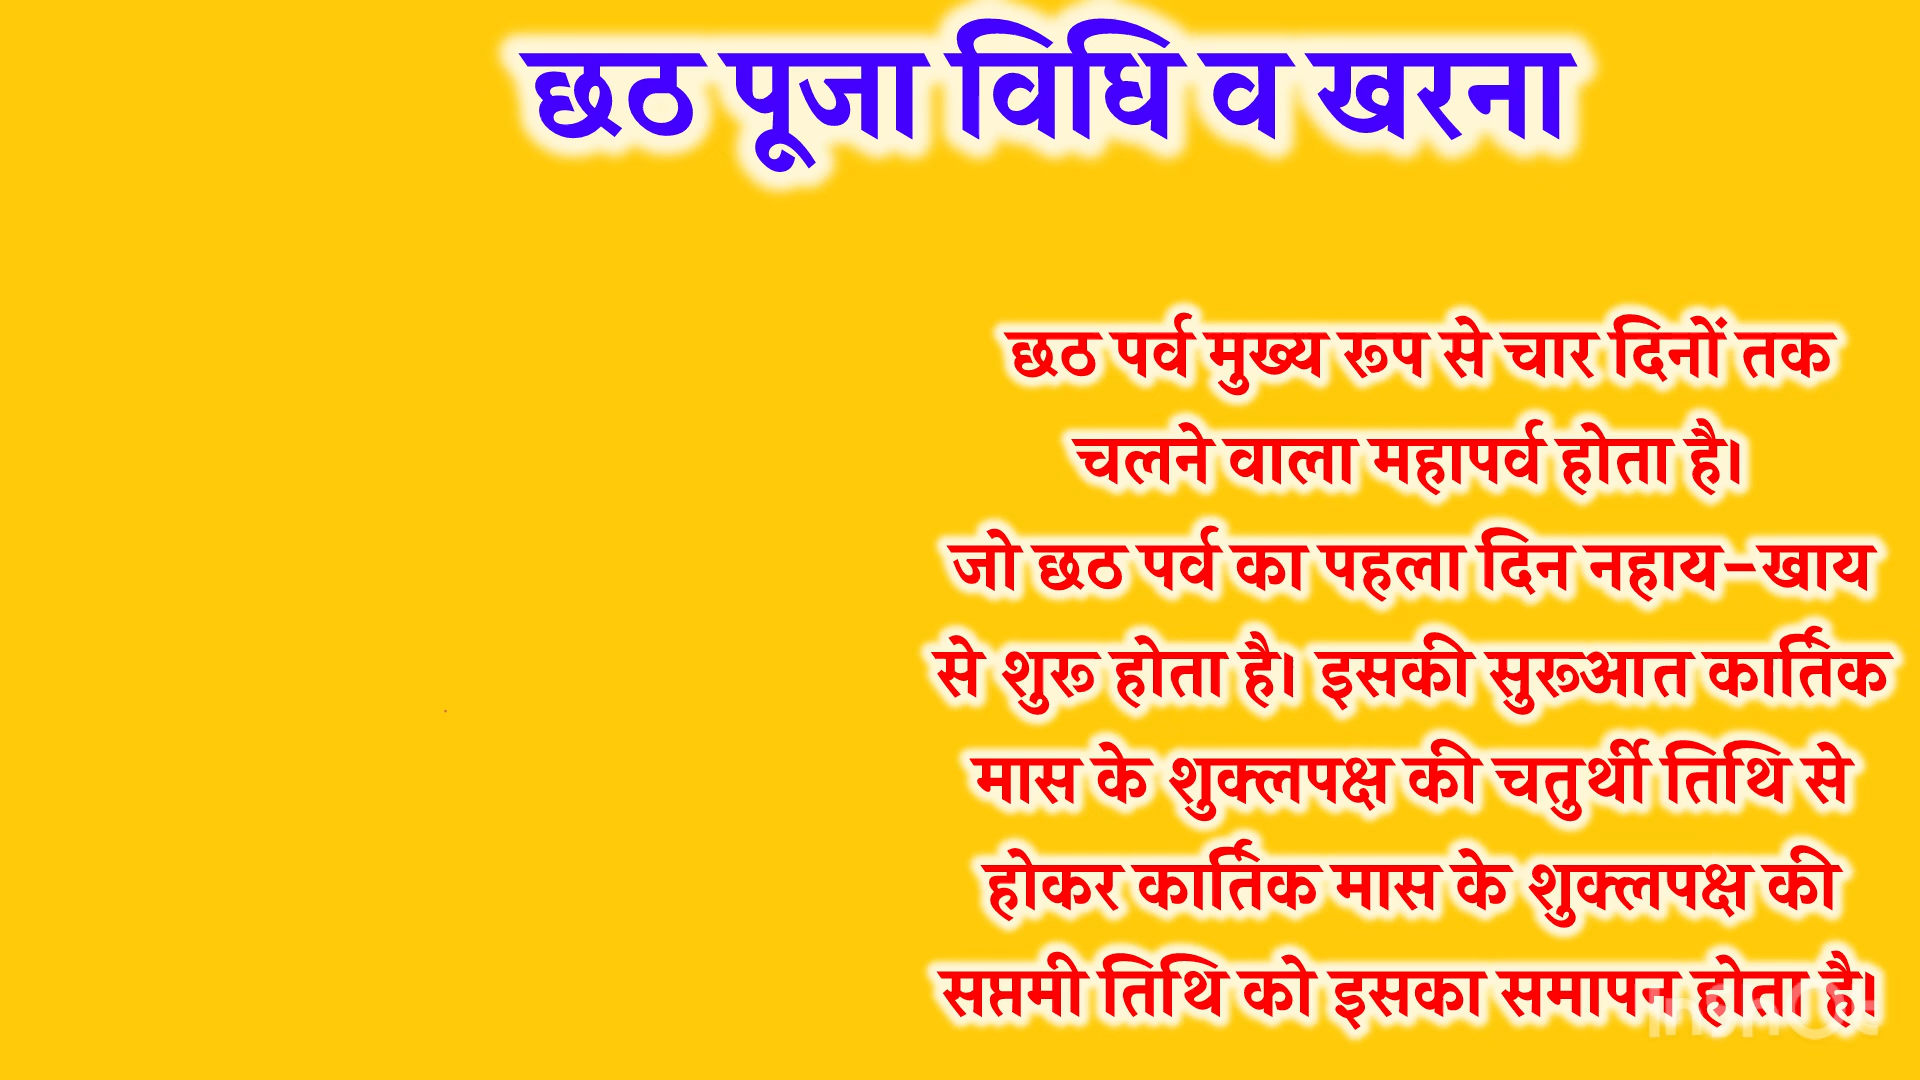 छठ पूजा विधि व खरना
छठ पर्व मुख्य रूप से चार दिनों तक
चलने वाला महापर्व होता है।
जो छठ पर्व का पहला दिन नहाय-खाय
से शुरू होता है। इसकी सुरूआत कार्तिक
मास के शुक्लपक्ष की चतुर्थी तिथि से
होकर कार्तिक मास के शुक्लपक्ष की
सप्तमी तिथि को इसका समापन होता है।